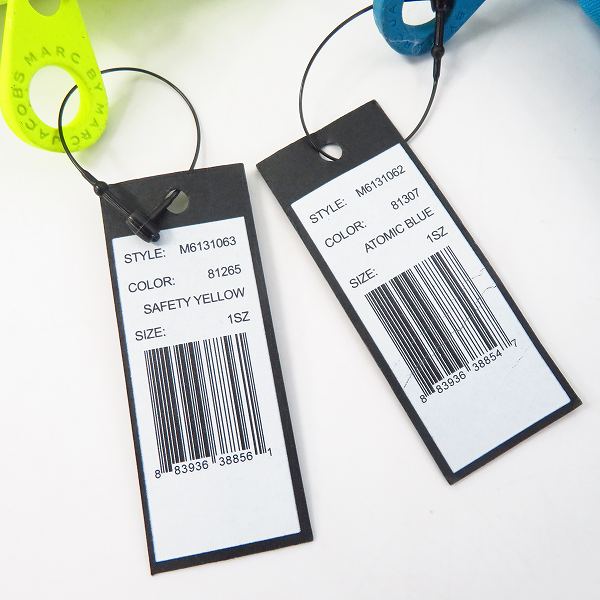 MARC BY MARC JACOBS
JA
STYLE: M6131063
COLOR: 81265
SAFETY YELLOW
SIZE: 1SZ
8 83936 38856 1
STYLE: M6131062
COLOR: 81307
ATOMIC BLUE
SIZE: 1SZ
8 83936 38854 7